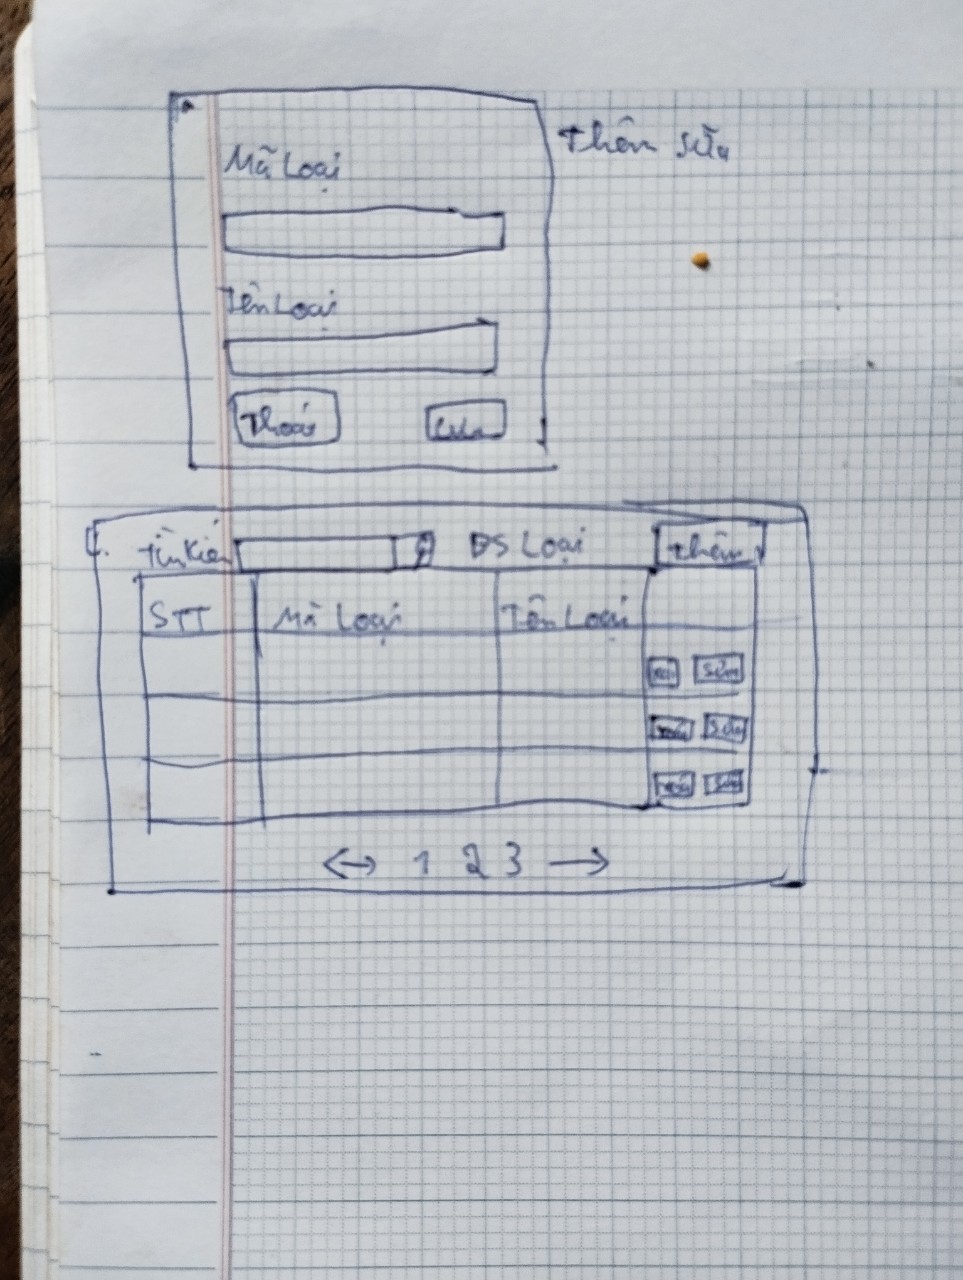 Thêm sửa
Mã Loại
Tên Loại
Thoát
Lưu
Tìm Kiếm ĐS Loại Thêm
STT Mã Loại Tên Loại
Xóa Sửa
Xóa Sửa
Xóa Sửa
1 2 3